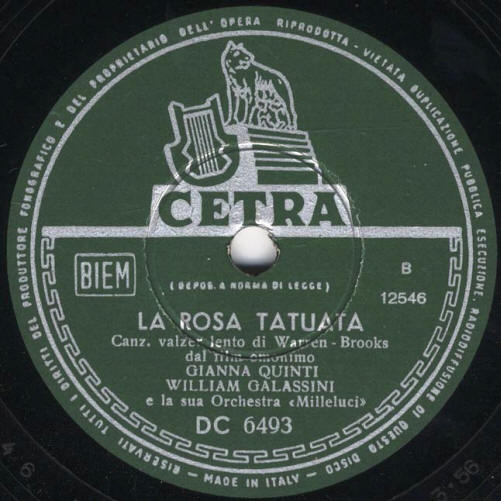 RISERVATI TUTTI I DIRITTI DEL PRODUTTORE FONOGRAFICO E DEL PROPRIETARIO DELL'OPERA RIPRODOTTA - VIETATA DUPLICAZIONE PUBBLICA ESECUZIONE, RADIODIFFUSIONE DI QUESTO DISCO
CETRA
BIEM
B
12546
(DEPOS. A NORMA DI LEGGE)
LA ROSA TATUATA
Canz. valzer lento di Warren - Brooks
dal film omonimo
GIANNA QUINTI
WILLIAM GALASSINI
e la sua Orchestra «Milleluci»
DC 6493
— MADE IN ITALY —